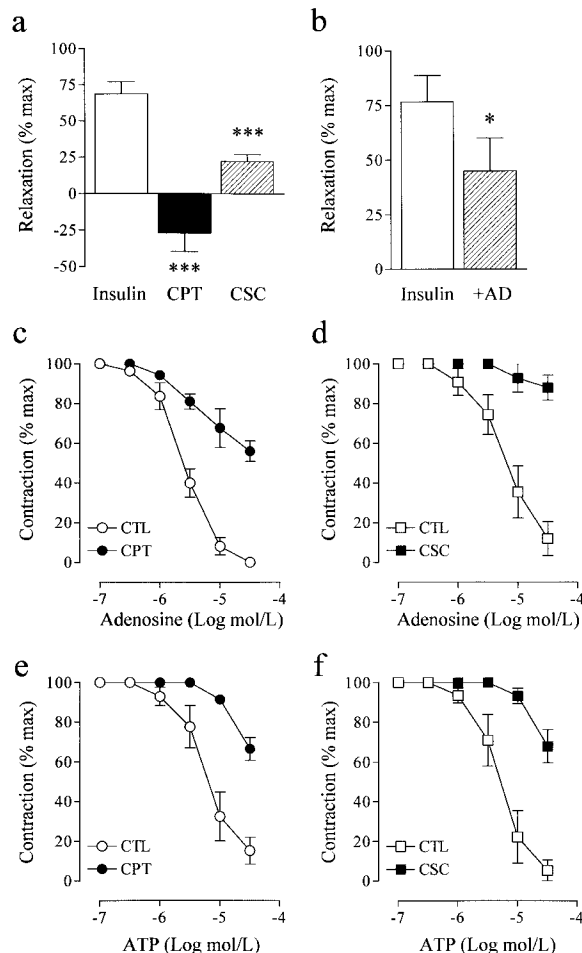 a
b
Relaxation (% max)
100
75
50
25
0
-25
-50
***
***
Insulin CPT CSC
Relaxation (% max)
100
75
50
25
0
*
Insulin +AD
c
d
Contraction (% max)
100
80
60
40
20
0
CTL
CPT
-7 -6 -5 -4
Adenosine (Log mol/L)
Contraction (% max)
100
80
60
40
20
0
CTL
CSC
-7 -6 -5 -4
Adenosine (Log mol/L)
e
f
Contraction (% max)
100
80
60
40
20
0
CTL
CPT
-7 -6 -5 -4
ATP (Log mol/L)
Contraction (% max)
100
80
60
40
20
0
CTL
CSC
-7 -6 -5 -4
ATP (Log mol/L)